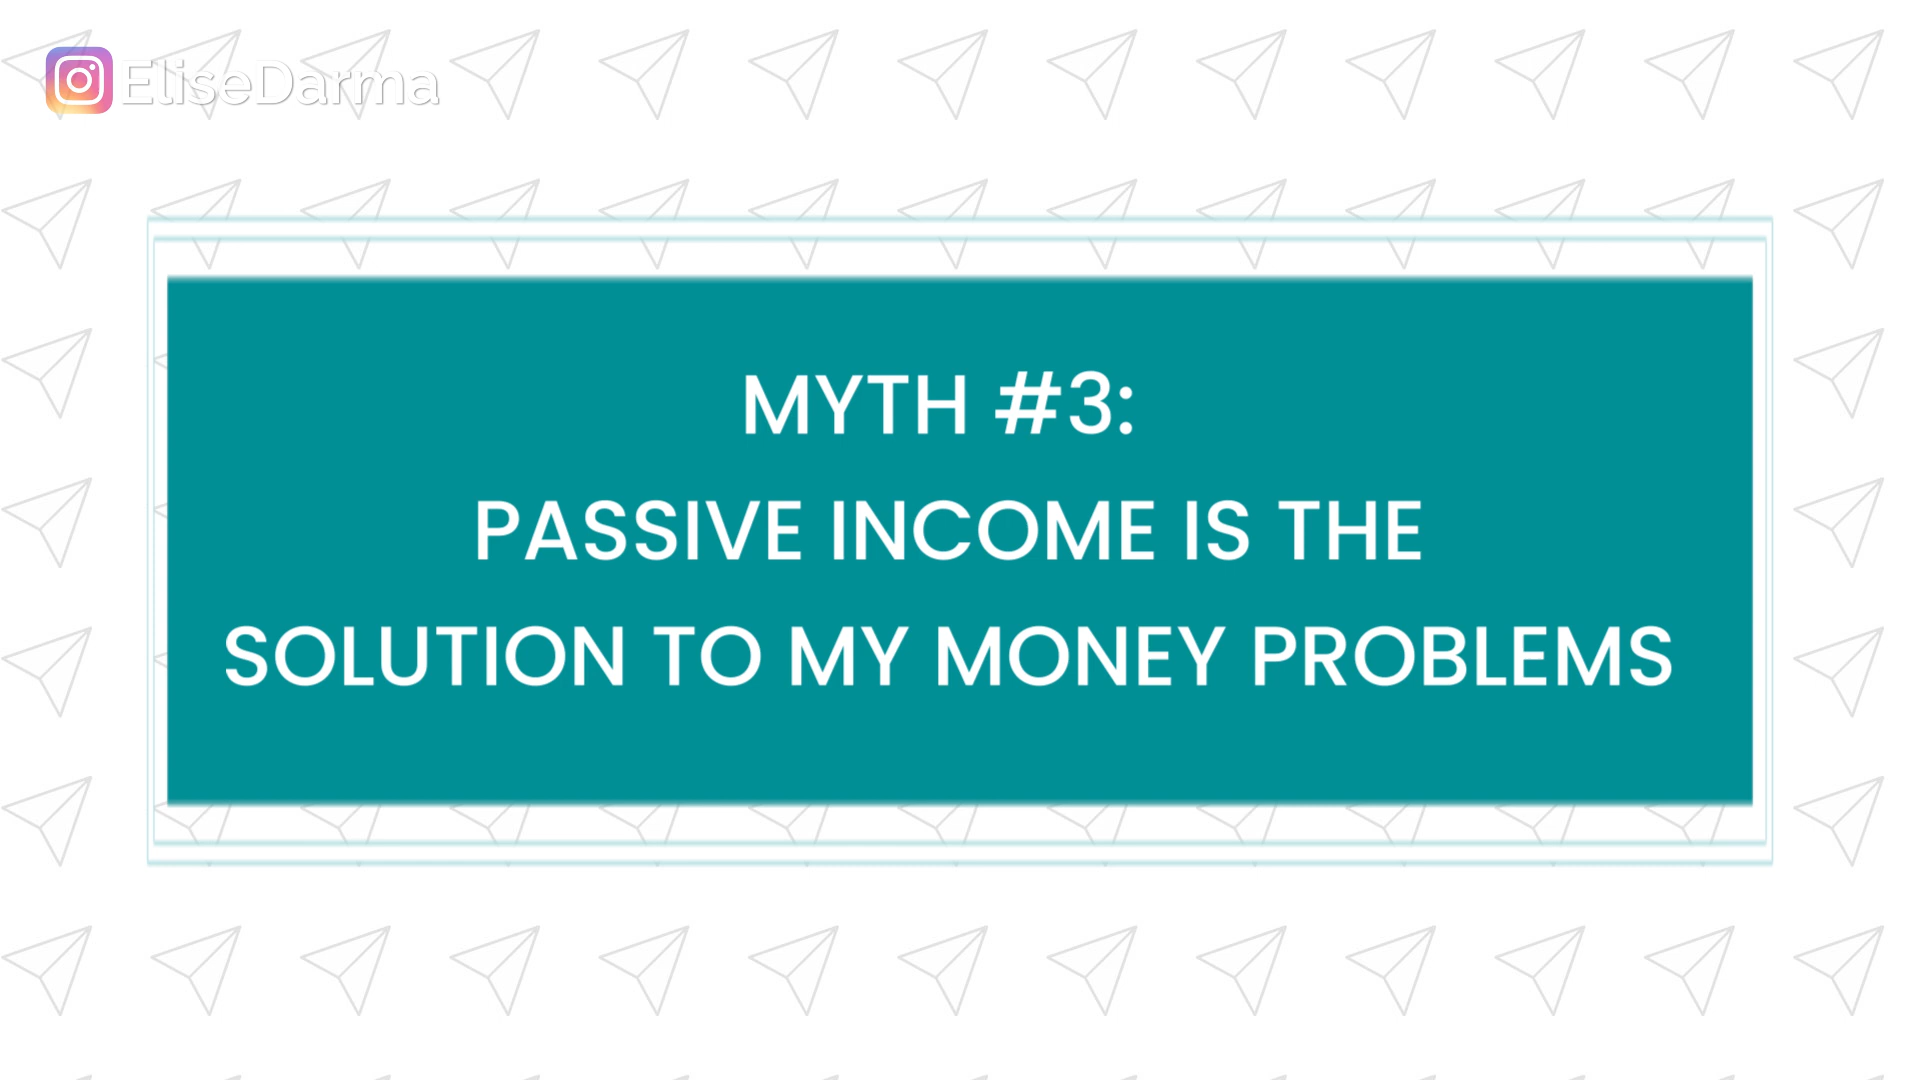 EliseDarma
MYTH #3:
PASSIVE INCOME IS THE
SOLUTION TO MY MONEY PROBLEMS